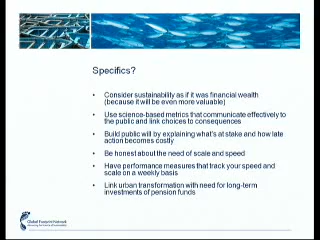 Specifics?
• Consider sustainability as if it was financial wealth
(because it will be even more valuable)
• Use science-based metrics that communicate effectively to
the public and link choices to consequences
• Build public will by explaining what's at stake and how late
action becomes costly
• Be honest about the need of scale and speed
• Have performance measures that track your speed and
scale on a weekly basis
• Link urban transformation with need for long-term
investments of pension funds
Global Footprint Network